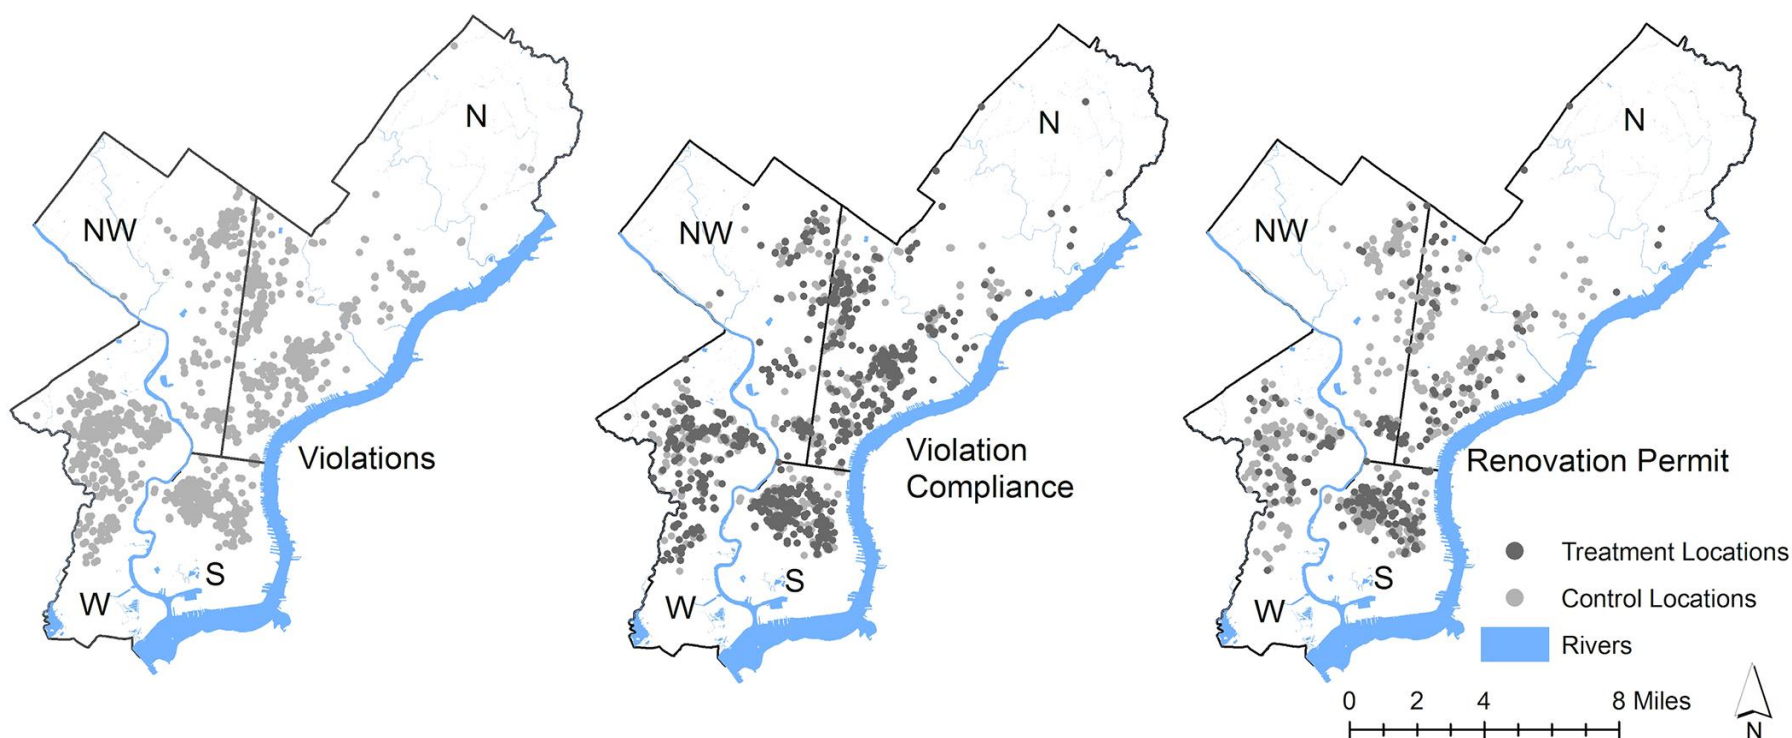 N
NW
Violations
S
W
N
NW
Violation
Compliance
S
W
N
NW
Renovation Permit
S
W
Treatment Locations
Control Locations
Rivers
0 2 4 8 Miles
N